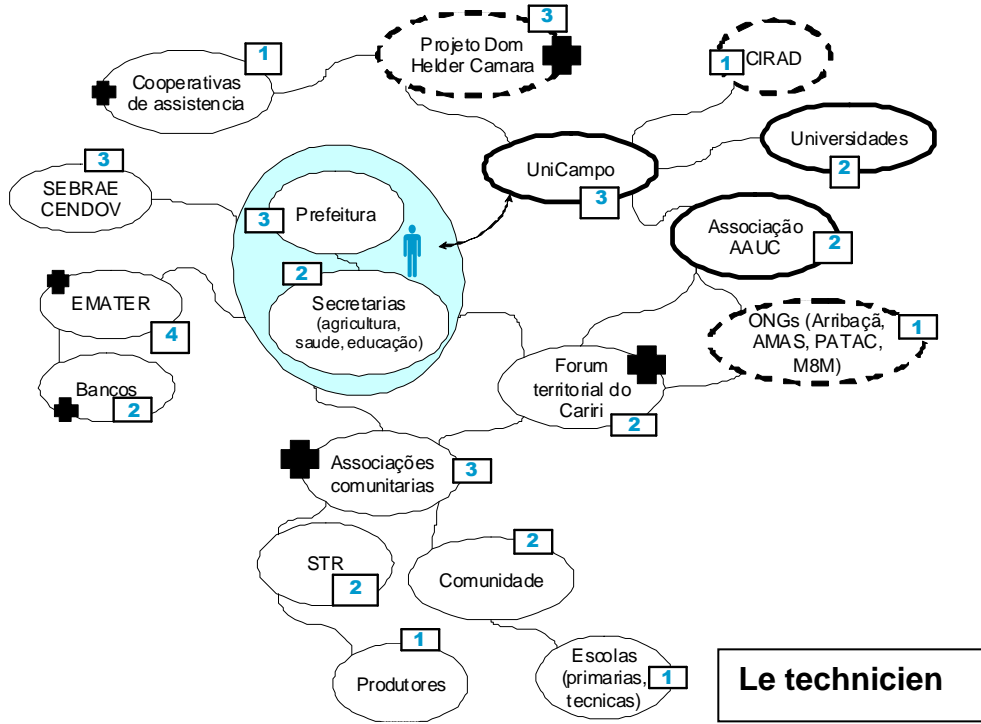 3
Projeto Dom
Helder Camara
1
Cooperativas
de assistencia
1
CIRAD
Universidades
2
UniCampo
3
3
SEBRAE
CENDOV
Prefeitura
3
Associação
AAUC
2
2
Secretarias
(agricultura,
saude, educação)
EMATER
4
ONGs (Arribaçã,
AMAS, PATAC,
M8M)
1
Forum
territorial do
Cariri
2
Bancos
2
Associações
comunitarias
3
STR
2
2
Comunidade
1
Produtores
Escolas
(primarias,
tecnicas)
1
Le technicien